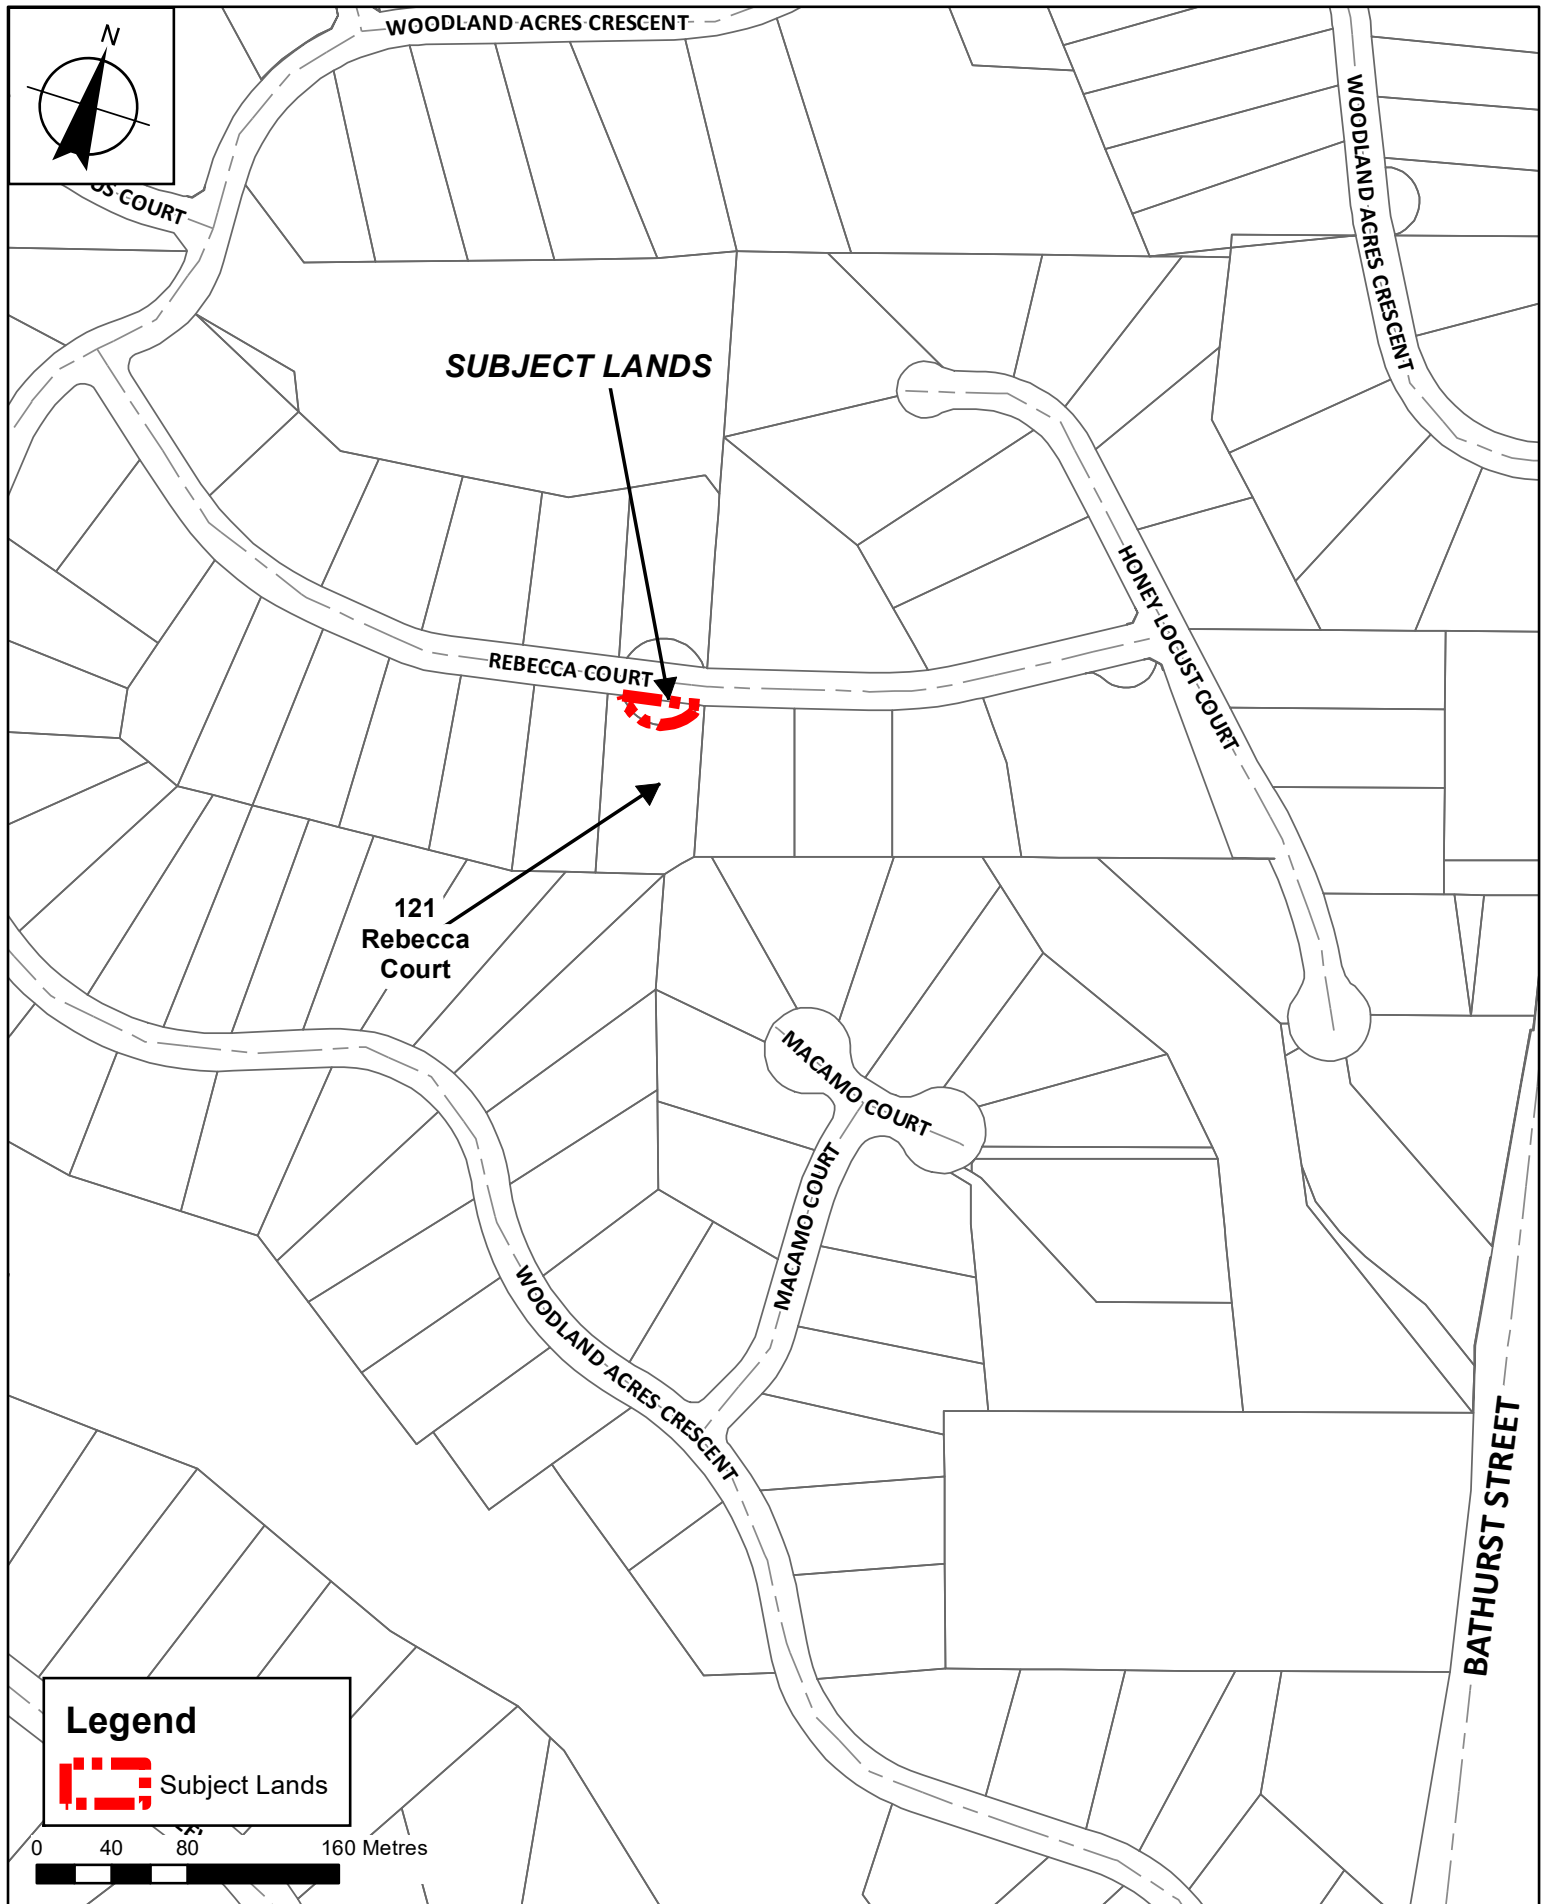 WOODLAND ACRES CRESCENT
N
US COURT
WOODLAND ACRES CRESCENT
SUBJECT LANDS
HONEY LOCUST COURT
REBECCA COURT
121
Rebecca
Court
MACAMO COURT
MACAMO COURT
WOODLAND ACRES CRESCENT
BATHURST STREET
Legend
Subject Lands
0 40 80 160 Metres